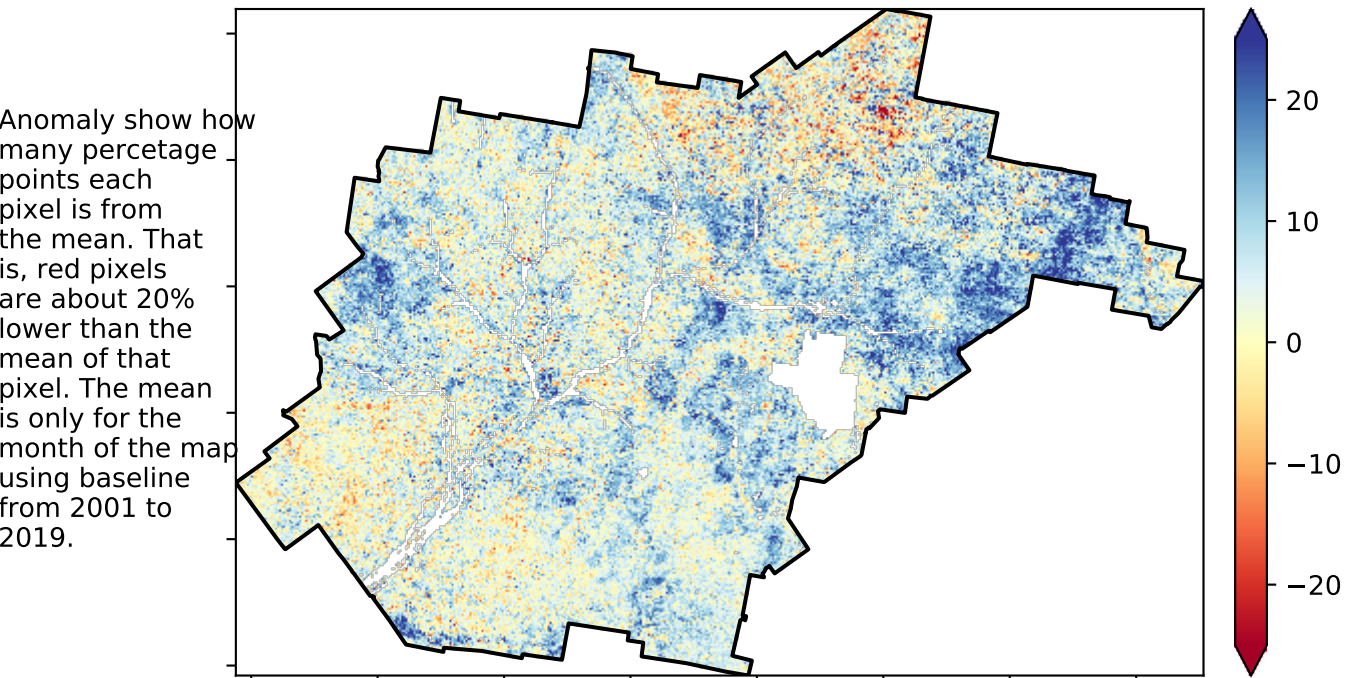 Anomaly show how
many percetage
points each
pixel is from
the mean. That
is, red pixels
are about 20%
lower than the
mean of that
pixel. The mean
is only for the
month of the map
using baseline
from 2001 to
2019.
20
10
0
−10
−20